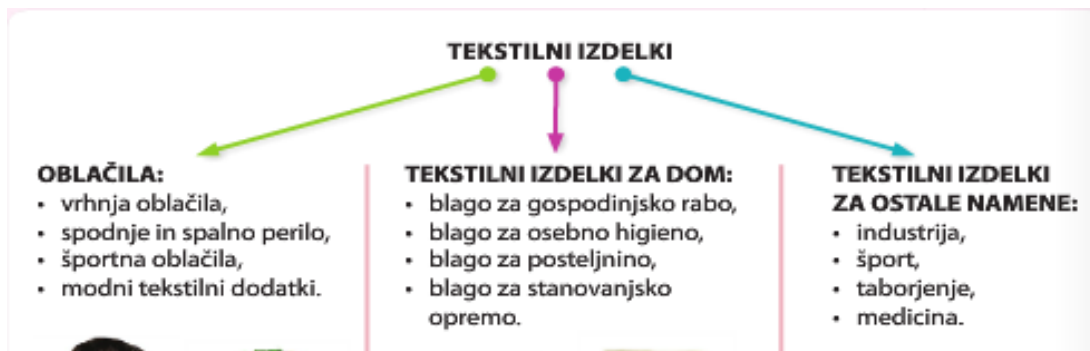 TEKSTILNI IZDELKI
OBLAČILA:
• vrhnja oblačila,
• spodnje in spalno perilo,
• športna oblačila,
• modni tekstilni dodatki.
TEKSTILNI IZDELKI ZA DOM:
• blago za gospodinjsko rabo,
• blago za osebno higieno,
• blago za posteljnino,
• blago za stanovanjsko
opremo.
TEKSTILNI IZDELKI
ZA OSTALE NAMENE:
• industrija,
• šport,
• taborjenje,
• medicina.